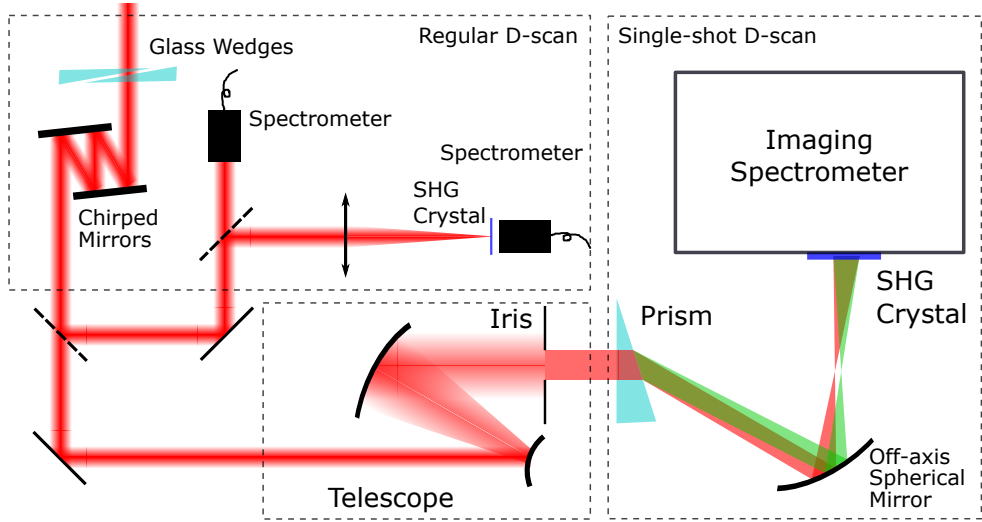 Regular D-scan
Glass Wedges
Spectrometer
Spectrometer
SHG
Crystal
Chirped
Mirrors
Single-shot D-scan
Imaging
Spectrometer
SHG
Crystal
Iris
Prism
Telescope
Off-axis
Spherical
Mirror